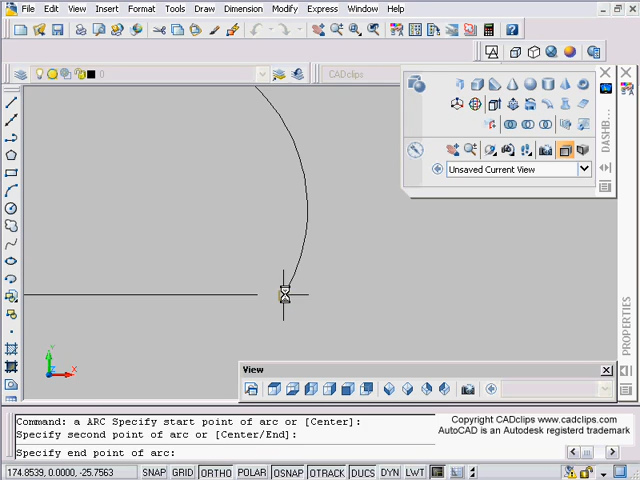 File Edit View Insert Format Tools Draw Dimension Modify Express Window Help
0
CADclips
DASHB...
Unsaved Current View
PROPERTIES
Y
X
View
Command: a ARC Specify start point of arc or [Center]:
Specify second point of arc or [Center/End]:
Specify end point of arc:
Copyright CADclips www.cadclips.com
AutoCAD is an Autodesk registerd trademark
174.8539, 0.0000, -25.7563 SNAP GRID ORTHO POLAR OSNAP OTRACK DUCS DYN LWT